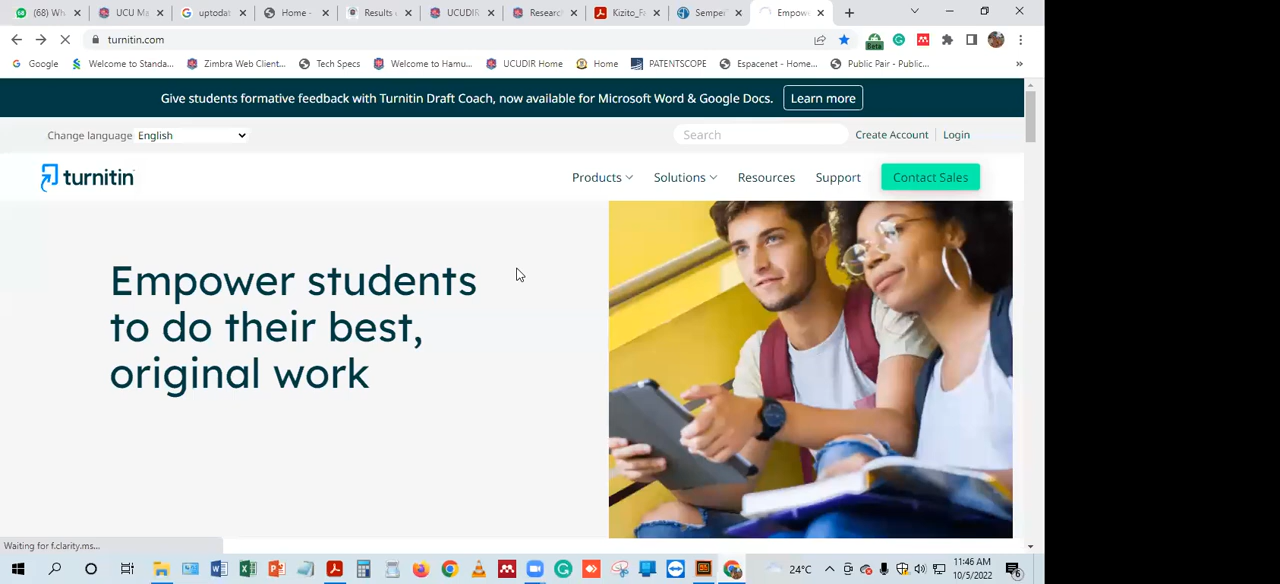 (68) Wh
UCU Ma
uptodat
Home -
Results o
UCUDIR
Researc
Kizito_Fa
Semper
Empow
turnitin.com
Beta
Google
Welcome to Standa...
Zimbra Web Client...
Tech Specs
Welcome to Hamu...
UCUDIR Home
Home
PATENTSCOPE
Espacenet - Home...
Public Pair - Public...
»
Give students formative feedback with Turnitin Draft Coach, now available for Microsoft Word & Google Docs.
Learn more
Change language English
Search
Create Account
Login
turnitin
Products
Solutions
Resources
Support
Contact Sales
Empower students
to do their best,
original work
Waiting for f.clarity.ms...
24°C
11:46 AM
10/5/2022